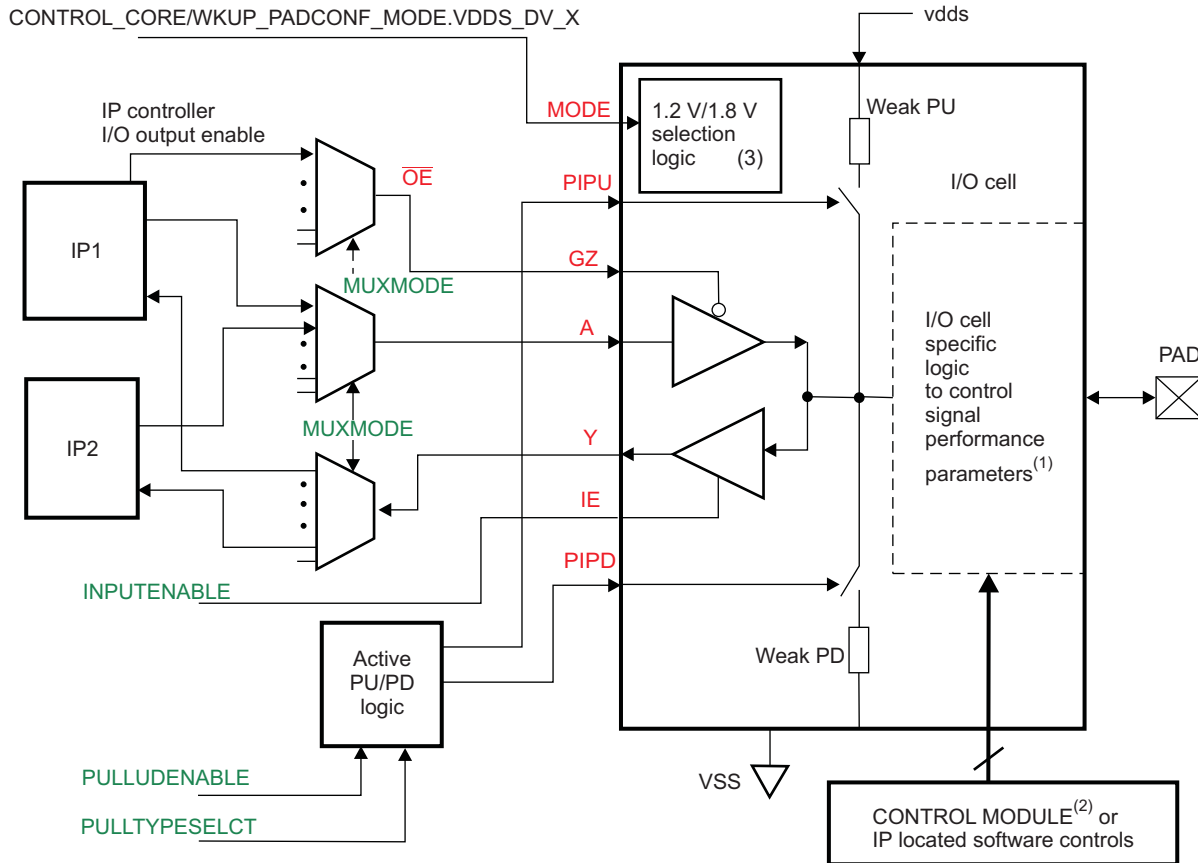 CONTROL_CORE/WKUP_PADCONF_MODE.VDDS_DV_X
vdds
IP controller
I/O output enable
MODE
1.2 V/1.8 V
selection
logic (3)
Weak PU
OE
PIPU
I/O cell
IP1
GZ
MUXMODE
A
I/O cell
specific
logic
to control
signal
performance
parameters(1)
PAD
IP2
MUXMODE
Y
IE
PIPD
INPUTENABLE
Active
PU/PD
logic
Weak PD
PULLUDENABLE
VSS
PULLTYPESELCT
CONTROL MODULE(2) or
IP located software controls